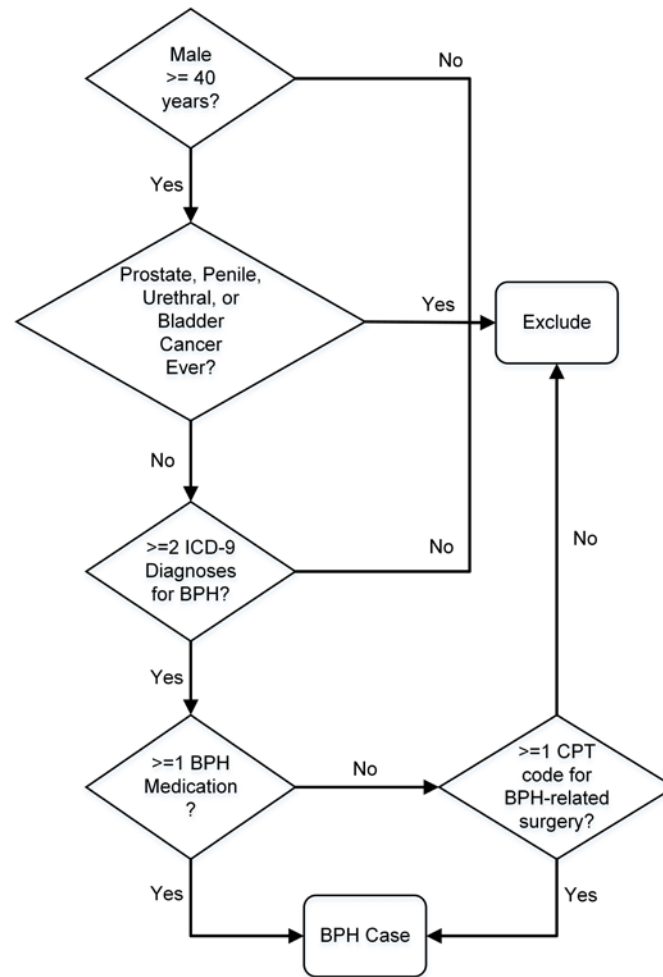 Male
>= 40
years?
No
Yes
Prostate, Penile,
Urethral, or
Bladder
Cancer
Ever?
Yes
Exclude
No
>=2 ICD-9
Diagnoses
for BPH?
No
No
Yes
>=1 BPH
Medication
?
No
>=1 CPT
code for
BPH-related
surgery?
Yes
Yes
BPH Case